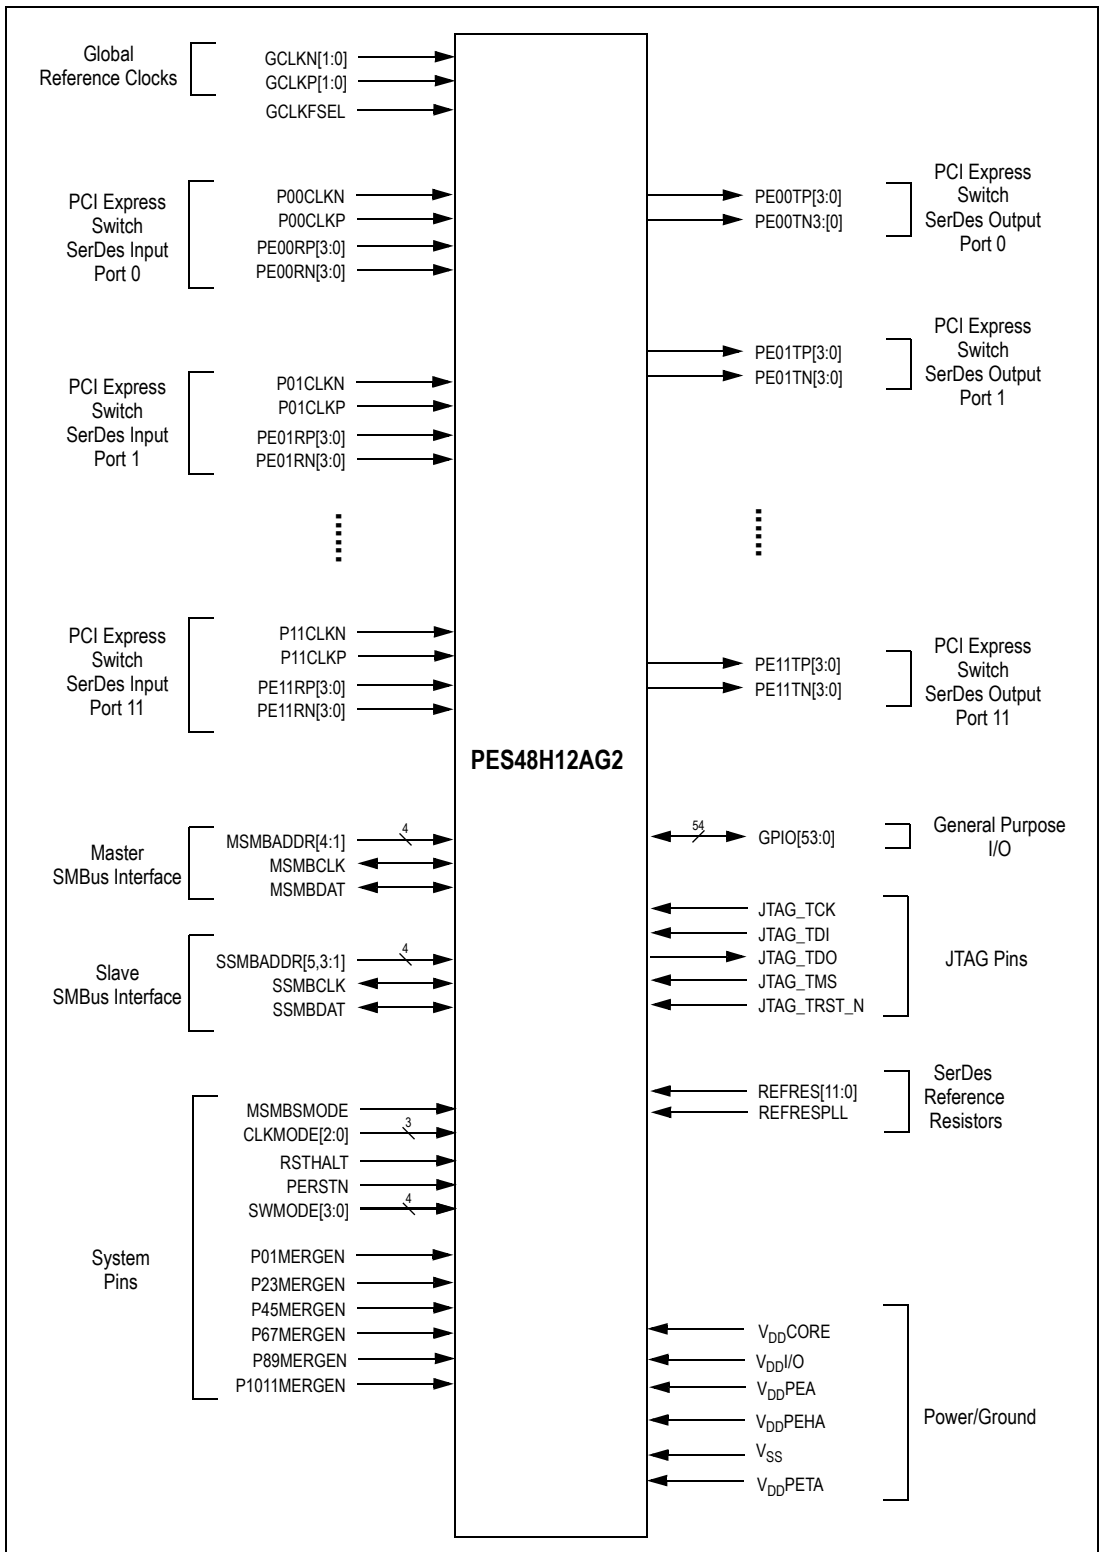 Global
Reference Clocks
GCLKN[1:0]
GCLKP[1:0]
GCLKFSEL
PCI Express
Switch
SerDes Input
Port 0
P00CLKN
P00CLKP
PE00RP[3:0]
PE00RN[3:0]
PE00TP[3:0]
PE00TN3:[0]
PCI Express
Switch
SerDes Output
Port 0
PCI Express
Switch
SerDes Input
Port 1
P01CLKN
P01CLKP
PE01RP[3:0]
PE01RN[3:0]
PE01TP[3:0]
PE01TN[3:0]
PCI Express
Switch
SerDes Output
Port 1
PCI Express
Switch
SerDes Input
Port 11
P11CLKN
P11CLKP
PE11RP[3:0]
PE11RN[3:0]
PE11TP[3:0]
PE11TN[3:0]
PCI Express
Switch
SerDes Output
Port 11
PES48H12AG2
Master
SMBus Interface
MSMBADDR[4:1] 4
MSMBCLK
MSMBDAT
54 GPIO[53:0]
General Purpose
I/O
Slave
SMBus Interface
SSMBADDR[5,3:1] 4
SSMBCLK
SSMBDAT
JTAG_TCK
JTAG_TDI
JTAG_TDO
JTAG_TMS
JTAG_TRST_N
JTAG Pins
REFRES[11:0]
REFRESPLL
SerDes
Reference
Resistors
System
Pins
MSMBSMODE
CLKMODE[2:0] 3
RSTHALT
PERSTN
SWMODE[3:0] 4
P01MERGEN
P23MERGEN
P45MERGEN
P67MERGEN
P89MERGEN
P1011MERGEN
VDDCORE
VDDI/O
VDDPEA
VDDPEHA
VSS
VDDPETA
Power/Ground